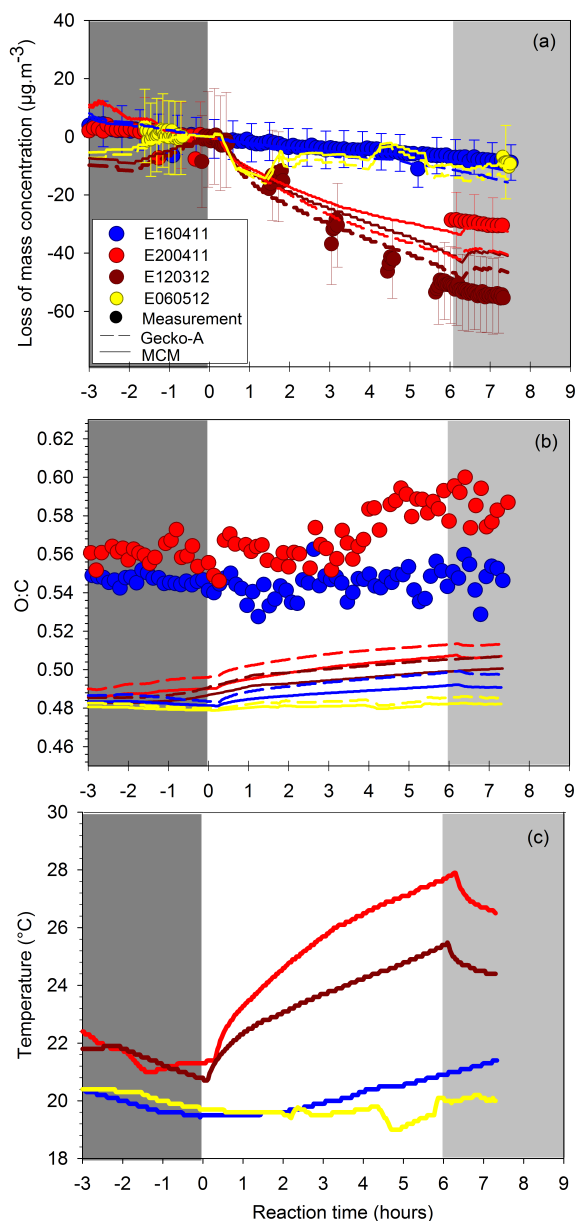 (a)
40
20
0
-20
-40
-60
Loss of mass concentration (µg.m-3)
E160411
E200411
E120312
E060512
Measurement
Gecko-A
MCM
-3 -2 -1 0 1 2 3 4 5 6 7 8 9
(b)
0.62
0.60
0.58
0.56
0.54
0.52
0.50
0.48
0.46
O:C
-3 -2 -1 0 1 2 3 4 5 6 7 8 9
(c)
30
28
26
24
22
20
18
Temperature (°C)
-3 -2 -1 0 1 2 3 4 5 6 7 8 9
Reaction time (hours)